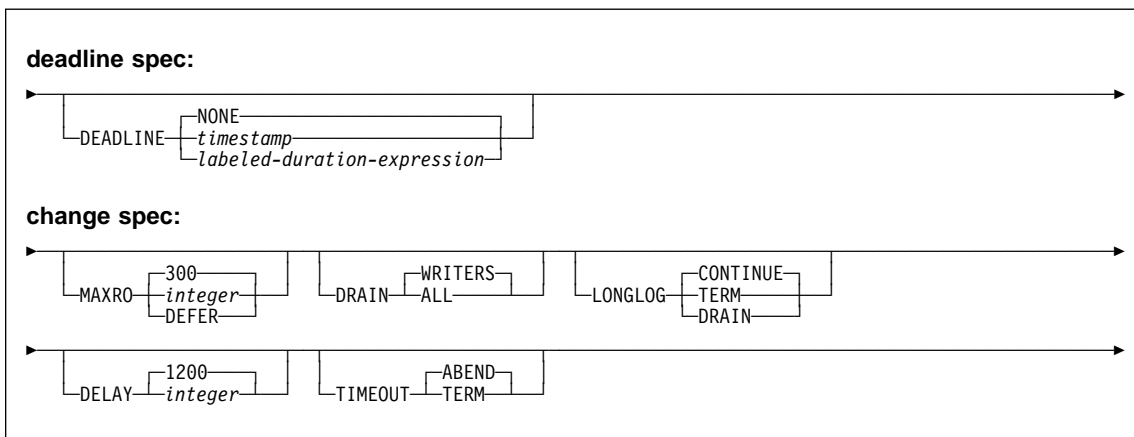 deadline spec:
NONE
DEADLINE timestamp
labeled-duration-expression
change spec:
300 WRITERS CONTINUE
MAXRO integer DRAIN ALL LONGLOG TERM
DEFER DRAIN
1200 ABEND
DELAY integer TIMEOUT TERM